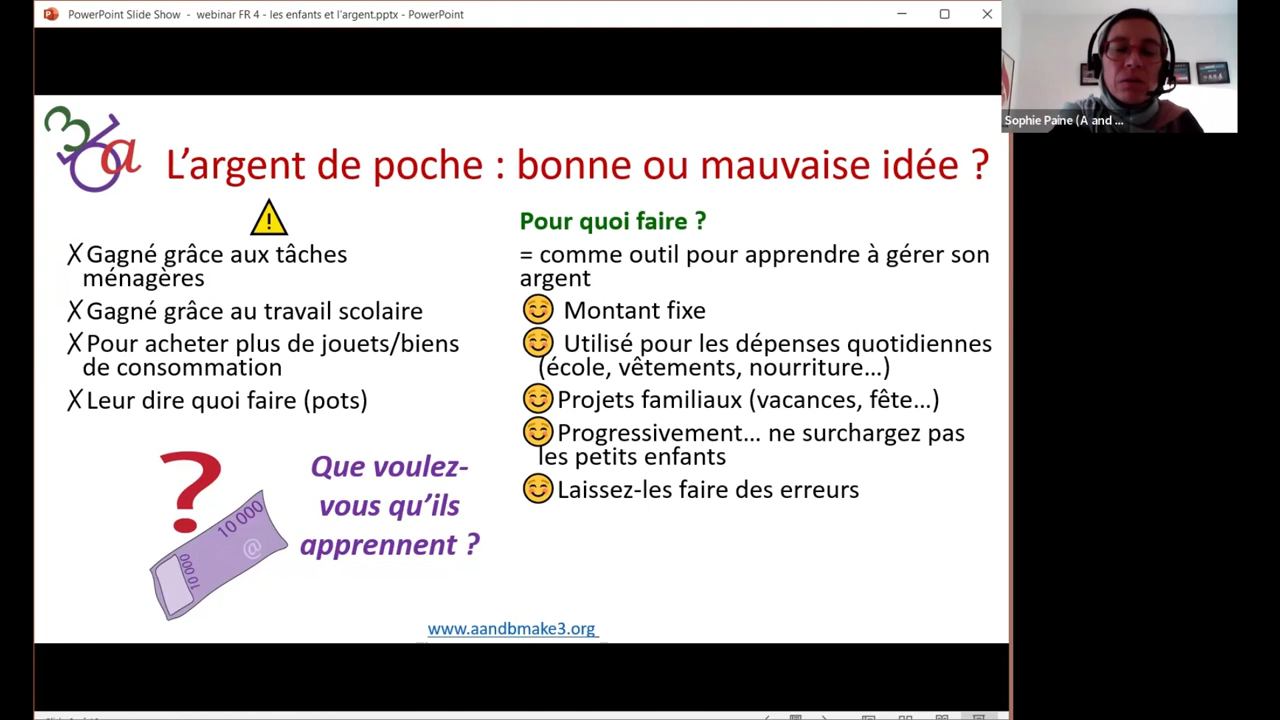 PowerPoint Slide Show - webinar FR 4 - les enfants et l'argent.pptx - PowerPoint
Sophie Paine (A and ...
31a
L'argent de poche : bonne ou mauvaise idée ?
!
╳Gagné grâce aux tâches
ménagères
╳Gagné grâce au travail scolaire
╳Pour acheter plus de jouets/biens
de consommation
╳Leur dire quoi faire (pots)
?
10 000
@
10 000
Que voulez-
vous qu'ils
apprennent ?
Pour quoi faire ?
= comme outil pour apprendre à gérer son
argent
Montant fixe
Utilisé pour les dépenses quotidiennes
(école, vêtements, nourriture...)
Projets familiaux (vacances, fête...)
Progressivement... ne surchargez pas
les petits enfants
Laissez-les faire des erreurs
www.aandbmake3.org